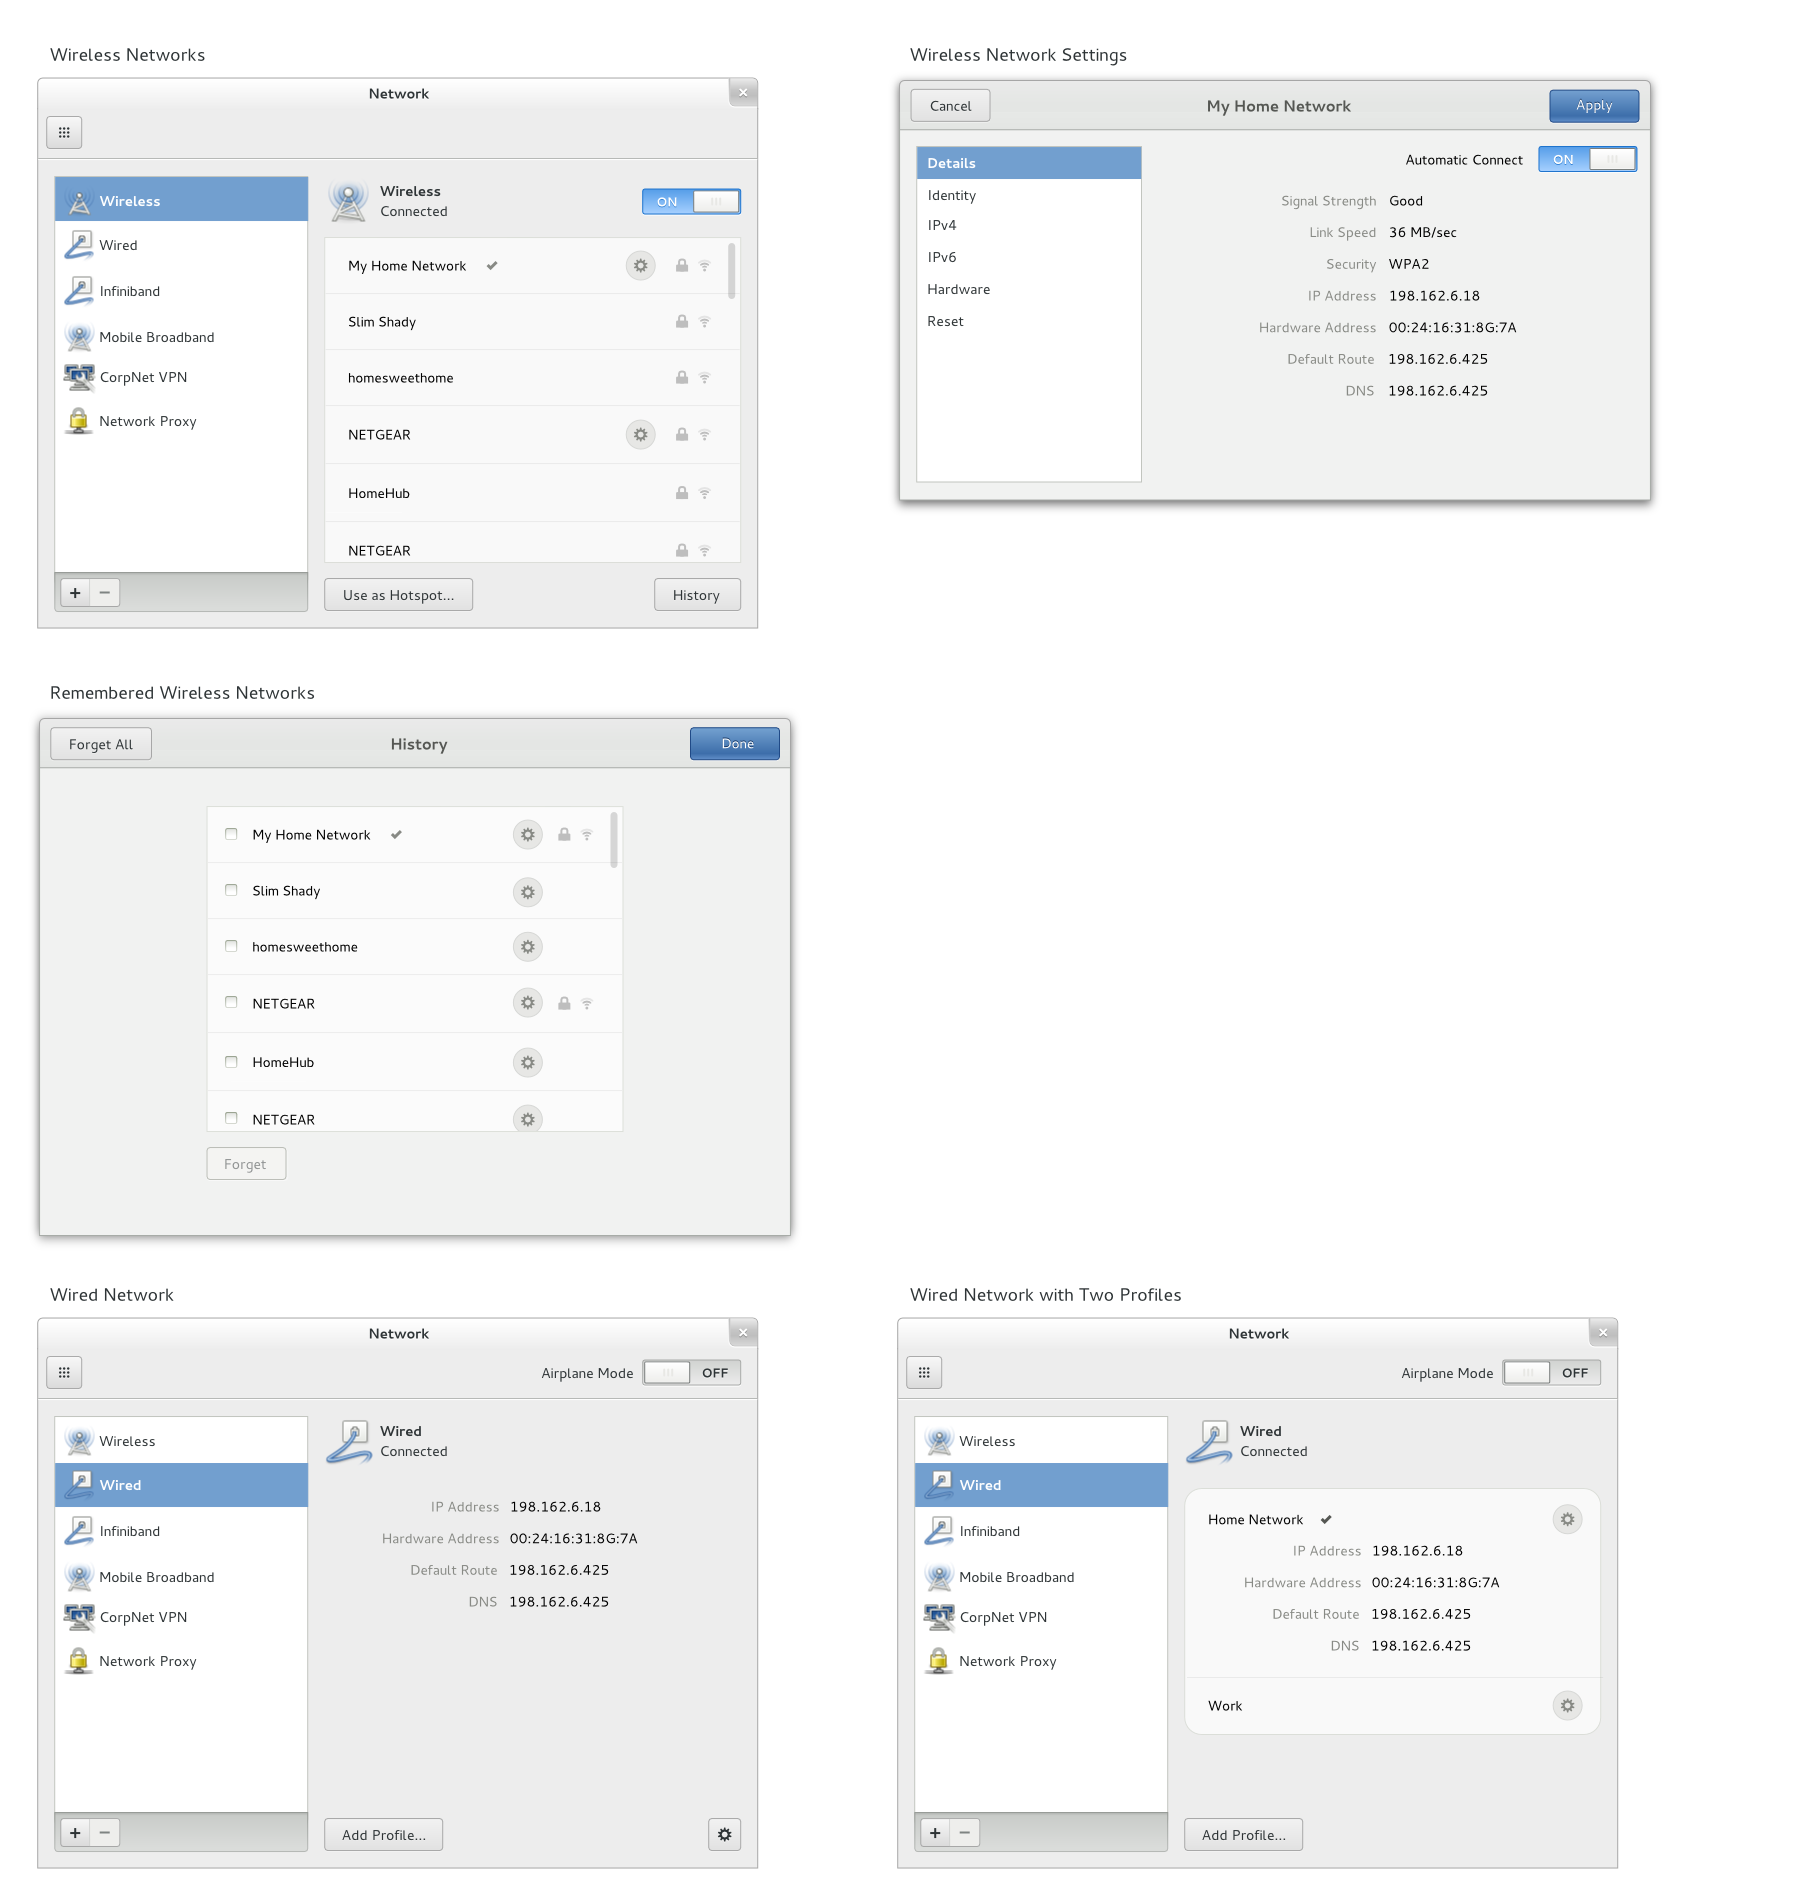 Wireless Networks
Network
Wireless
Wired
Infiniband
Mobile Broadband
CorpNet VPN
Network Proxy
Wireless
Connected
ON
My Home Network
Slim Shady
homesweethome
NETGEAR
HomeHub
NETGEAR
Use as Hotspot...
History
Wireless Network Settings
Cancel
My Home Network
Apply
Details
Identity
IPv4
IPv6
Hardware
Reset
Automatic Connect ON
Signal Strength Good
Link Speed 36 MB/sec
Security WPA2
IP Address 198.162.6.18
Hardware Address 00:24:16:31:8G:7A
Default Route 198.162.6.425
DNS 198.162.6.425
Remembered Wireless Networks
Forget All
History
Done
My Home Network
Slim Shady
homesweethome
NETGEAR
HomeHub
NETGEAR
Forget
Wired Network
Network
Airplane Mode OFF
Wireless
Wired
Infiniband
Mobile Broadband
CorpNet VPN
Network Proxy
Wired
Connected
IP Address 198.162.6.18
Hardware Address 00:24:16:31:8G:7A
Default Route 198.162.6.425
DNS 198.162.6.425
Add Profile...
Wired Network with Two Profiles
Network
Airplane Mode OFF
Wireless
Wired
Infiniband
Mobile Broadband
CorpNet VPN
Network Proxy
Wired
Connected
Home Network
IP Address 198.162.6.18
Hardware Address 00:24:16:31:8G:7A
Default Route 198.162.6.425
DNS 198.162.6.425
Work
Add Profile...